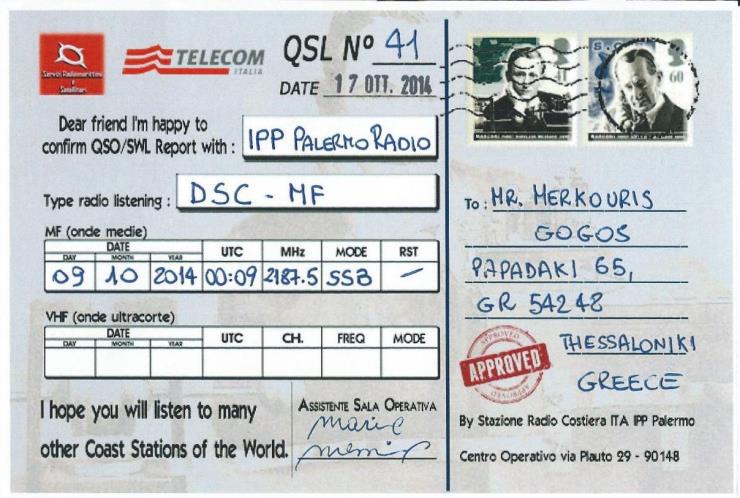 Servizi Radiomarittimi
e
Satellitari
TELECOM
ITALIA
QSL Nº 41
DATE 17 OTT. 2014
Dear friend I'm happy to
confirm QSO/SWL Report with : IPP PALERMO RADIO
Type radio listening : DSC - MF
MF (onde medie)
DATE UTC MHz MODE RST
DAY MONTH YEAR
09 10 2014 00:09 2187.5 SSB —
VHF (onde ultracorte)
DATE UTC CH. FREQ MODE
DAY MONTH YEAR
I hope you will listen to many
other Coast Stations of the World.
ASSISTENTE SALA OPERATIVA
41
60
To : MR. MERKOURIS
GOGOS
PAPADAKI 65,
GR 54248
THESSALONIKI
GREECE
APPROVED
APPROVED
APPROVED
By Stazione Radio Costiera ITA IPP Palermo
Centro Operativo via Plauto 29 - 90148